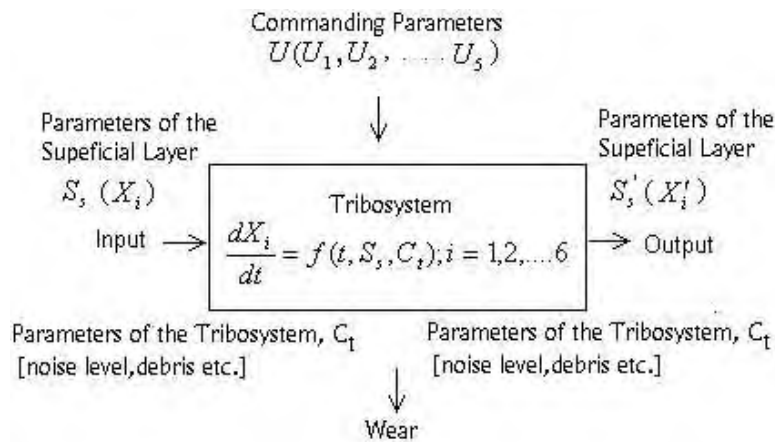 Commanding Parameters
U(U₁,U₂, ..... U₅)
Parameters of the
Supeficial Layer
Sₛ (Xᵢ)
Input
Tribosystem
dXᵢ/dt = f(t,Sₛ,Cₜ);i = 1,2,....6
Parameters of the
Supeficial Layer
Sₛ'(Xᵢ')
Output
Parameters of the Tribosystem, Cₜ
[noise level,debris etc.]
Parameters of the Tribosystem, Cₜ
[noise level,debris etc.]
Wear